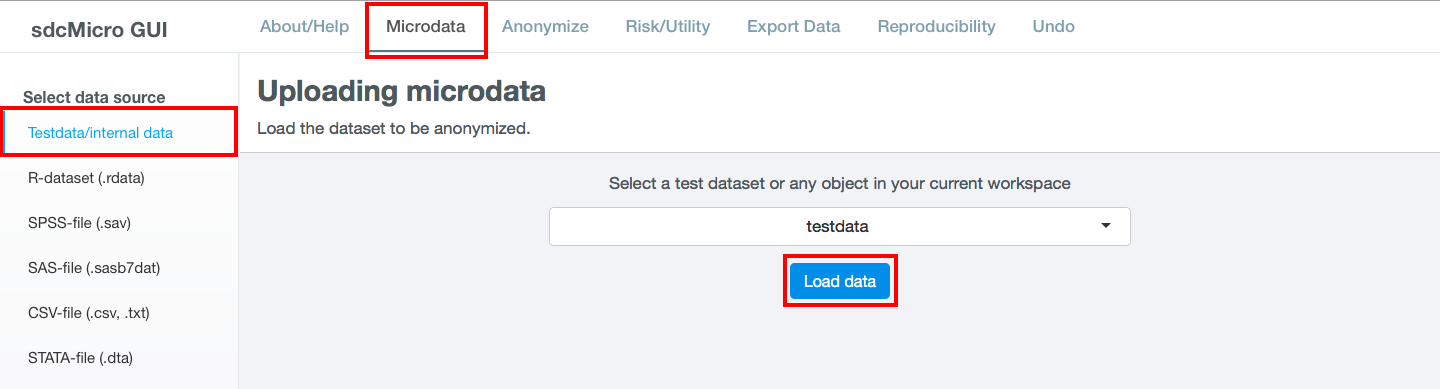 sdcMicro GUI
About/Help
Microdata
Anonymize
Risk/Utility
Export Data
Reproducibility
Undo
Select data source
Testdata/internal data
R-dataset (.rdata)
SPSS-file (.sav)
SAS-file (.sasb7dat)
CSV-file (.csv, .txt)
STATA-file (.dta)
Uploading microdata
Load the dataset to be anonymized.
Select a test dataset or any object in your current workspace
testdata
Load data